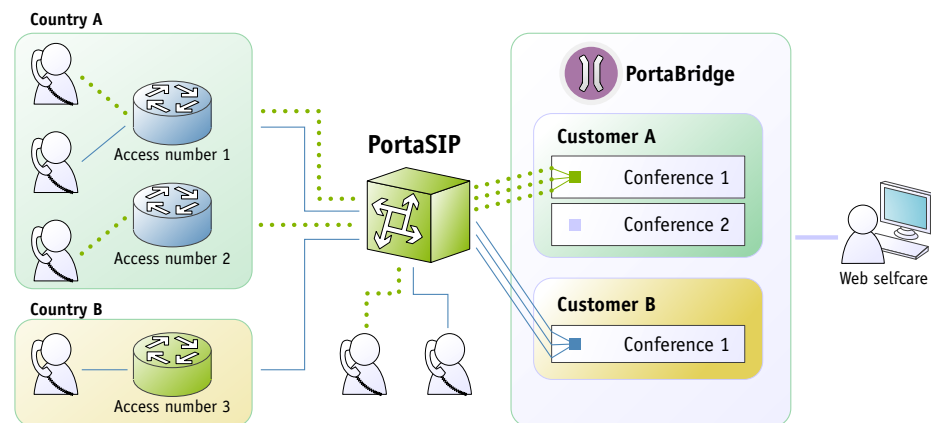 Country A
Access number 1
Access number 2
Country B
Access number 3
PortaSIP
PortaBridge
Customer A
Conference 1
Conference 2
Customer B
Conference 1
Web selfcare